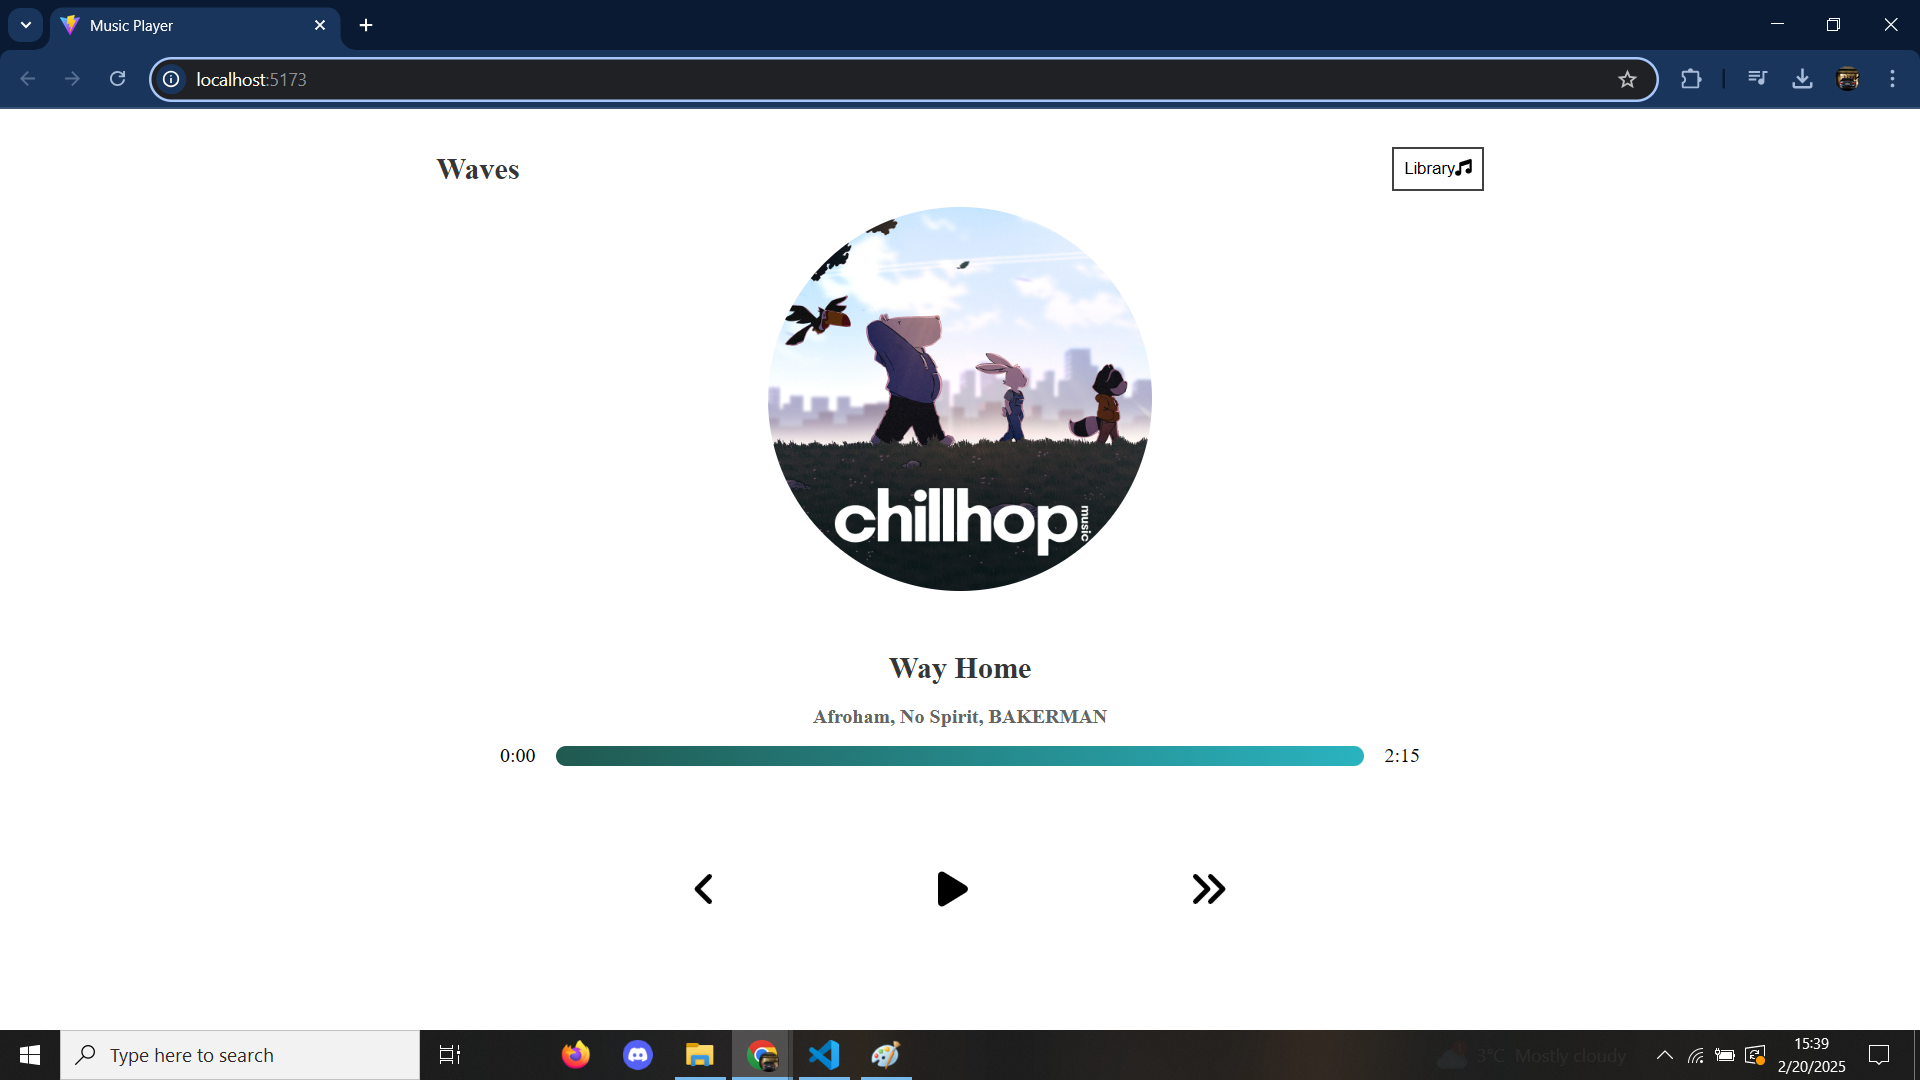 Music Player
localhost:5173
Waves
Library
chillhop
music
Way Home
Afroham, No Spirit, BAKERMAN
0:00
2:15
Type here to search
3°C Mostly cloudy
15:39
2/20/2025